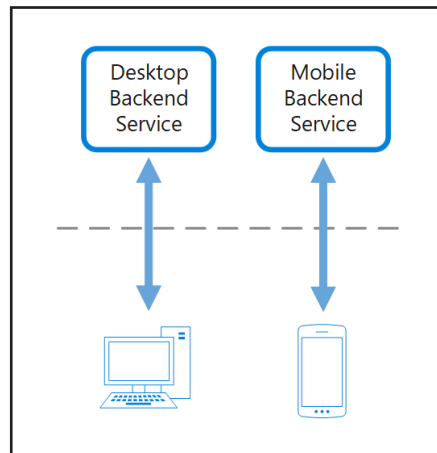 Desktop
Backend
Service
Mobile
Backend
Service